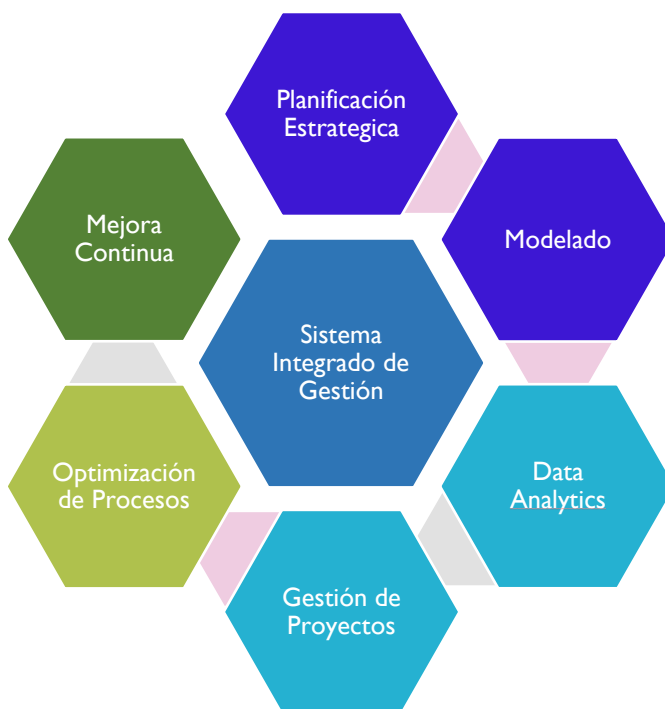 Planificación
Estrategica
Modelado
Data
Analytics
Gestión de
Proyectos
Optimización
de Procesos
Mejora
Continua
Sistema
Integrado de
Gestión